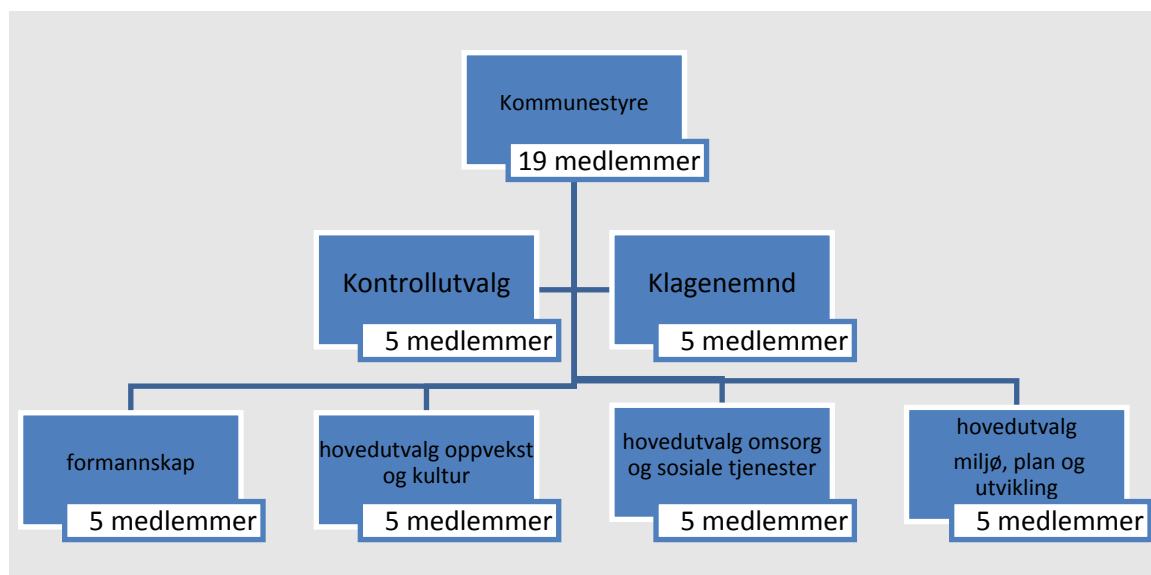 Kommunestyre
19 medlemmer
Kontrollutvalg
5 medlemmer
Klagenemnd
5 medlemmer
formannskap
5 medlemmer
hovedutvalg oppvekst
og kultur
5 medlemmer
hovedutvalg omsorg
og sosiale tjenester
5 medlemmer
hovedutvalg
miljø, plan og
utvikling
5 medlemmer